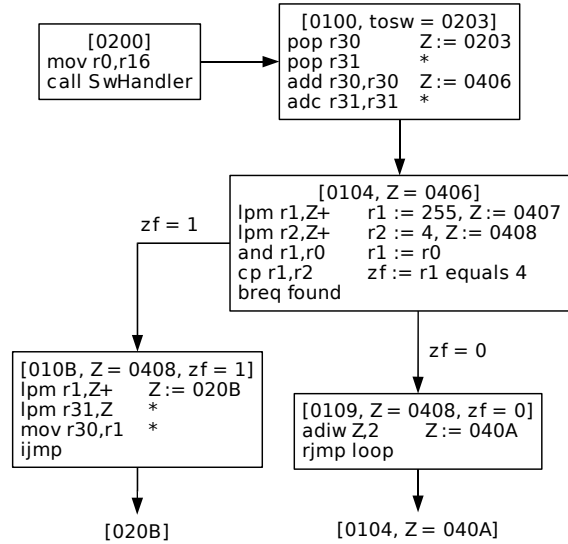 [0200]
mov r0,r16
call SwHandler
[0100, tosw = 0203]
pop r30 Z := 0203
pop r31 *
add r30,r30 Z := 0406
adc r31,r31 *
[0104, Z = 0406]
lpm r1,Z+ r1 := 255, Z := 0407
lpm r2,Z+ r2 := 4, Z := 0408
and r1,r0 r1 := r0
cp r1,r2 zf := r1 equals 4
breq found
zf = 1
zf = 0
[010B, Z = 0408, zf = 1]
lpm r1,Z+ Z := 020B
lpm r31,Z *
mov r30,r1 *
ijmp
[0109, Z = 0408, zf = 0]
adiw Z,2 Z := 040A
rjmp loop
[020B]
[0104, Z = 040A]